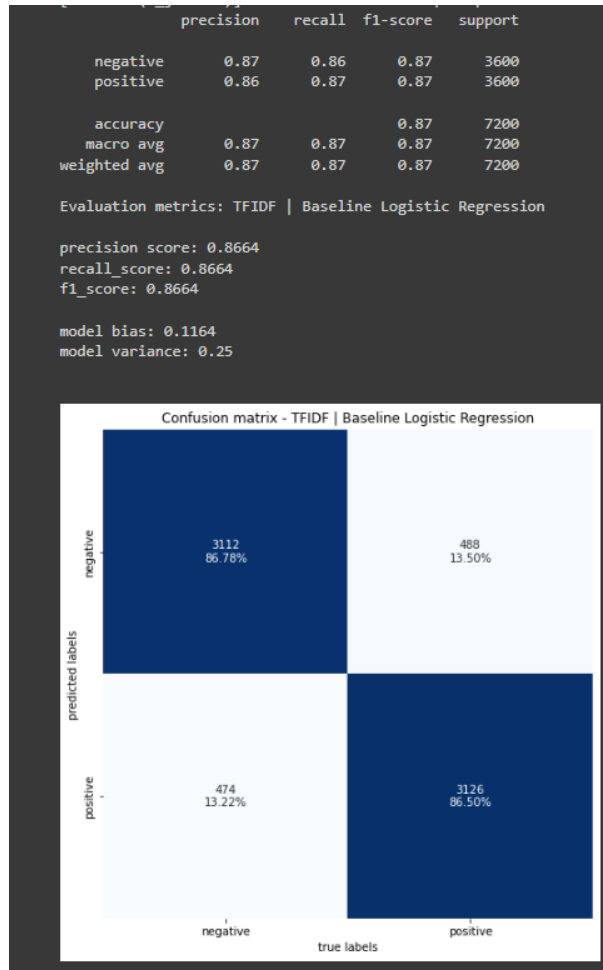 precision recall f1-score support
negative 0.87 0.86 0.87 3600
positive 0.86 0.87 0.87 3600
accuracy 0.87 7200
macro avg 0.87 0.87 0.87 7200
weighted avg 0.87 0.87 0.87 7200
Evaluation metrics: TFIDF | Baseline Logistic Regression
precision score: 0.8664
recall_score: 0.8664
f1_score: 0.8664
model bias: 0.1164
model variance: 0.25
Confusion matrix - TFIDF | Baseline Logistic Regression
predicted labels
negative
3112
86.78%
488
13.50%
positive
474
13.22%
3126
86.50%
negative
positive
true labels